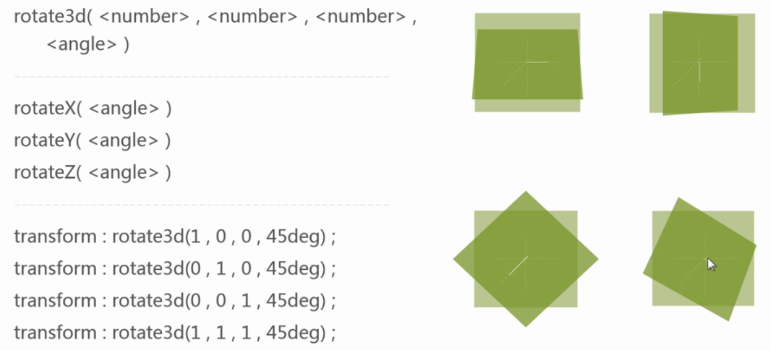 rotate3d( <number> , <number> , <number> ,
<angle> )
rotateX( <angle> )
rotateY( <angle> )
rotateZ( <angle> )
transform : rotate3d(1 , 0 , 0 , 45deg) ;
transform : rotate3d(0 , 1 , 0 , 45deg) ;
transform : rotate3d(0 , 0 , 1 , 45deg) ;
transform : rotate3d(1 , 1 , 1 , 45deg) ;